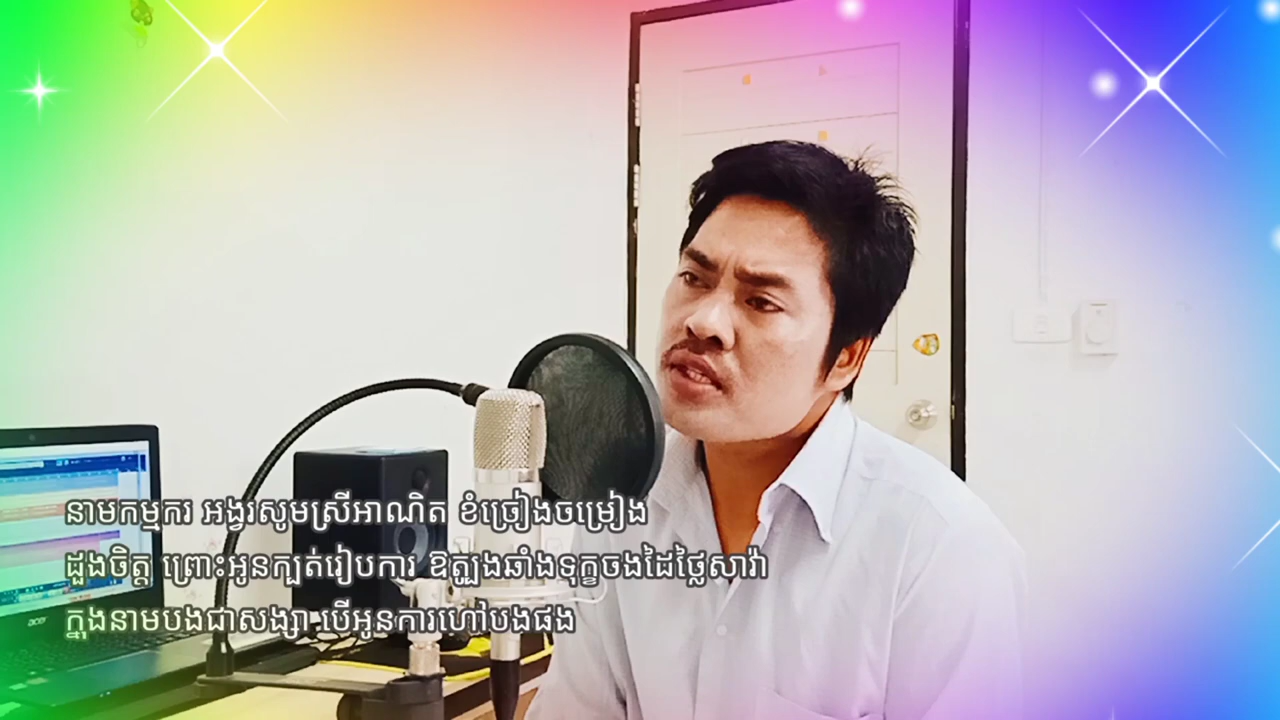 នាមកម្មករ អង្វរសូមស្រីអាណិត ខំច្រៀងចម្រៀង
ដួងចិត្ត ព្រោះអូនក្បត់រៀបការ ឱត្បូងឆាំងទុក្ខចងដៃថ្លៃសាវ៉ា
ក្នុងនាមបងជាសង្សា បើអូនការហៅបងផង
acer